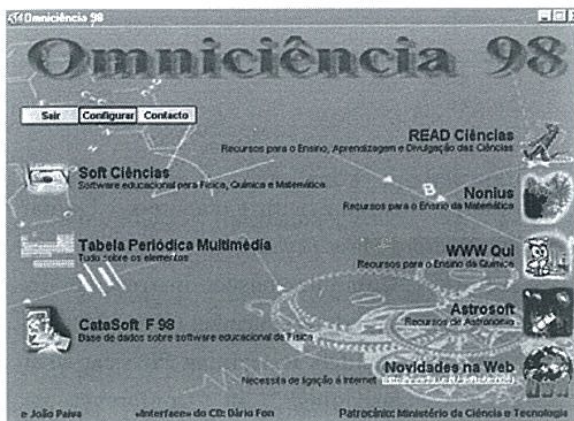 Omniciência 98
Omniciência 98
Sair Configurar Contacto
READ Ciências
Recursos para o Ensino, Aprendizagem e Divulgação das Ciências
Soft Ciências
Software educacional para Física, Química e Matemática
Nonius
Recursos para o Ensino da Matemática
Tabela Periódica Multimédia
Tudo sobre os elementos
WWW Qui
Recursos para o Ensino da Química
Astrosoft
Recursos de Astronomia
CataSoft F 98
Base de dados sobre software educacional de Física
Novidades na Web
Necessita de ligação à Internet
e João Paiva «Interface» do CD: Dário Fon Patrocínio: Ministério da Ciência e Tecnologia